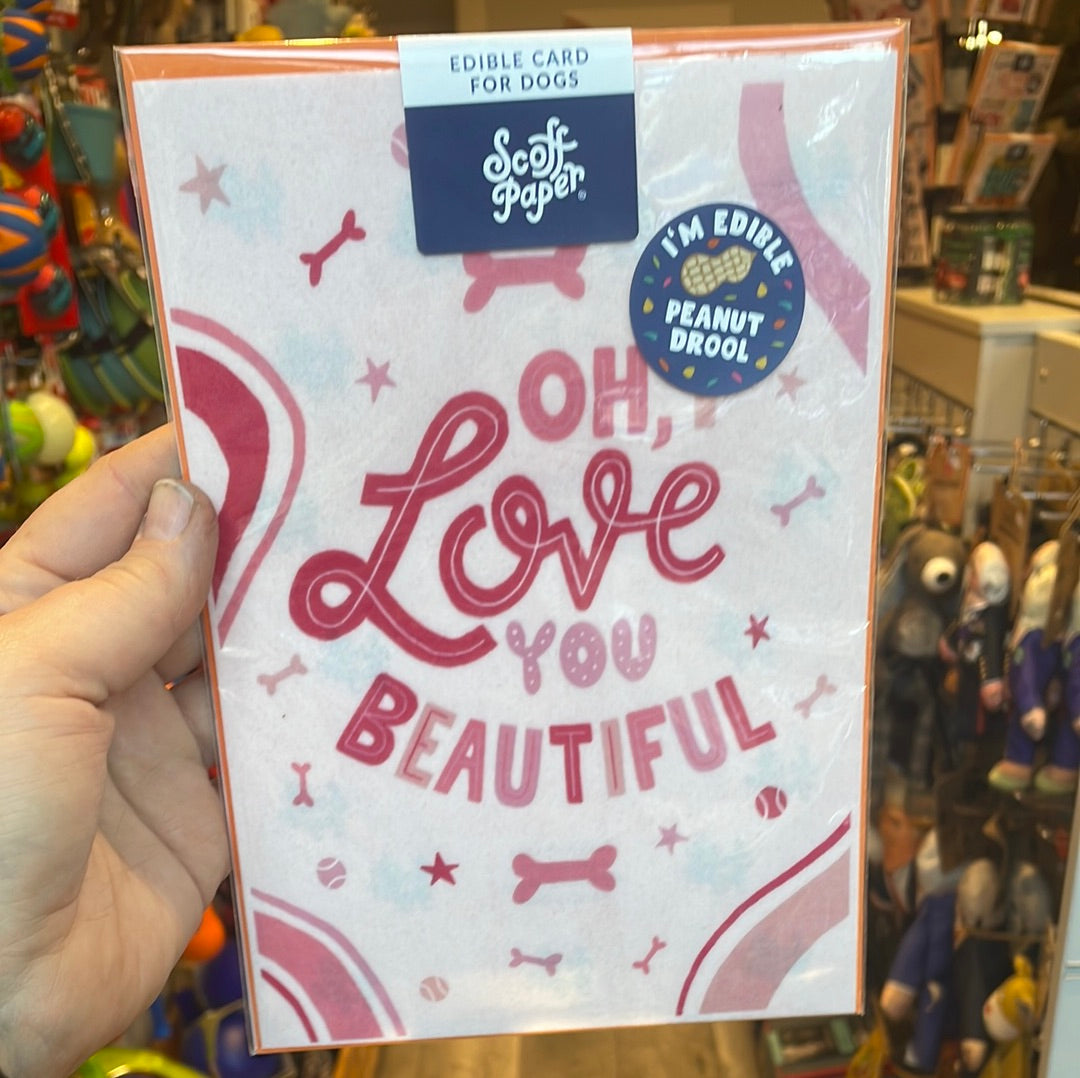 EDIBLE CARD
FOR DOGS
Scoff
Paper
I'M EDIBLE
PEANUT
DROOL
OH, I
Love
YOU
BEAUTIFUL